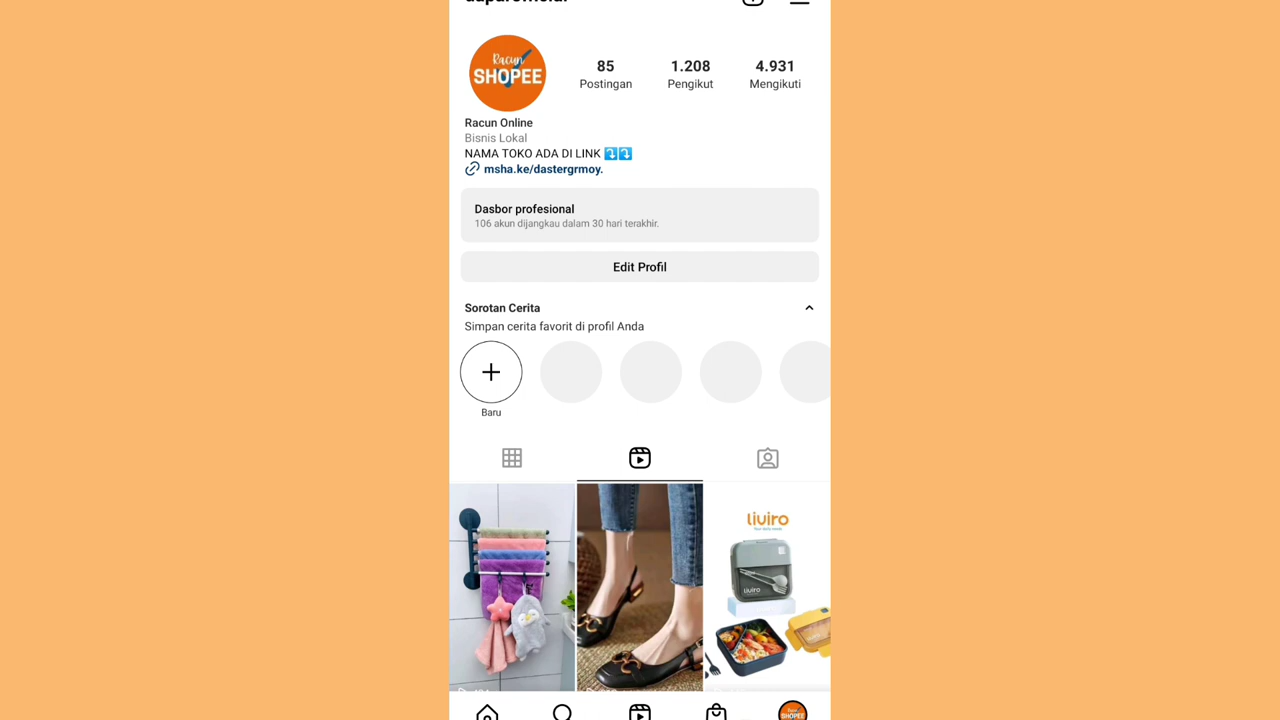 Racun
SHOPEE
85
Postingan
1.208
Pengikut
4.931
Mengikuti
Racun Online
Bisnis Lokal
NAMA TOKO ADA DI LINK
msha.ke/dastergrmoy.
Dasbor profesional
106 akun dijangkau dalam 30 hari terakhir.
Edit Profil
Sorotan Cerita
Simpan cerita favorit di profil Anda
Baru
liviro
liviro
SHOPEE